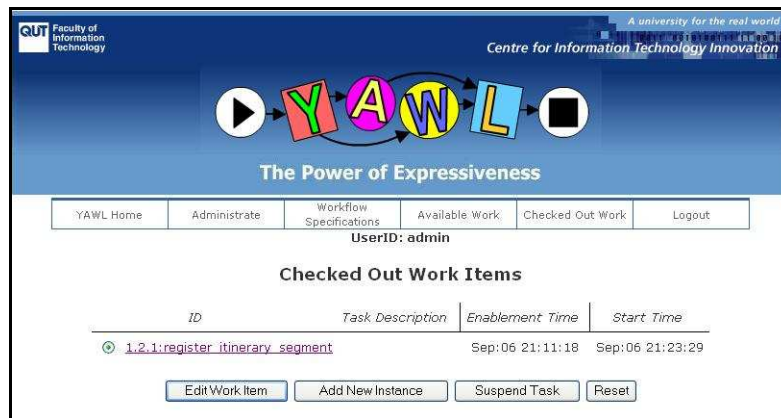 QUT Faculty of
Information
Technology
A university for the real world
Centre for Information Technology Innovation
YAWL
The Power of Expressiveness
YAWL Home Administrate Workflow Specifications Available Work Checked Out Work Logout
UserID: admin
Checked Out Work Items
ID Task Description Enablement Time Start Time
1.2.1:register_itinerary_segment Sep:06 21:11:18 Sep:06 21:23:29
Edit Work Item Add New Instance Suspend Task Reset